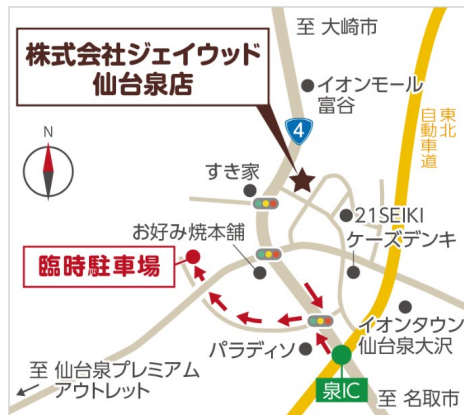 至 大崎市
株式会社ジェイウッド
仙台泉店
イオンモール
富谷
4
東北
自動車道
N
すき家
21SEIKI
ケーズデンキ
お好み焼本舗
臨時駐車場
イオンタウン
仙台泉大沢
パラディソ
至 仙台泉プレミアム
アウトレット
泉IC
至 名取市